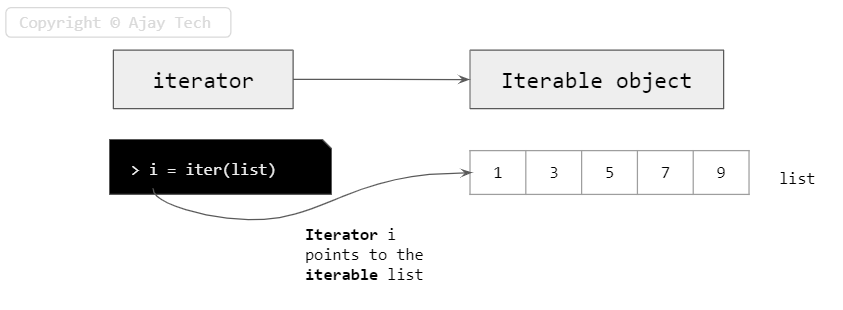 Copyright © Ajay Tech
iterator
Iterable object
> i = iter(list)
1 3 5 7 9
list
Iterator i
points to the
iterable list